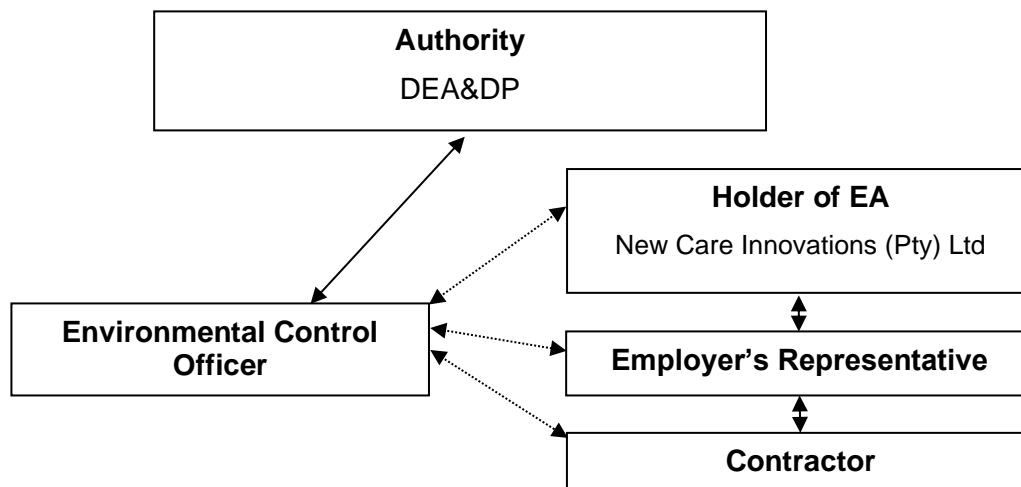 Authority
DEA&DP
Holder of EA
New Care Innovations (Pty) Ltd
Environmental Control
Officer
Employer’s Representative
Contractor